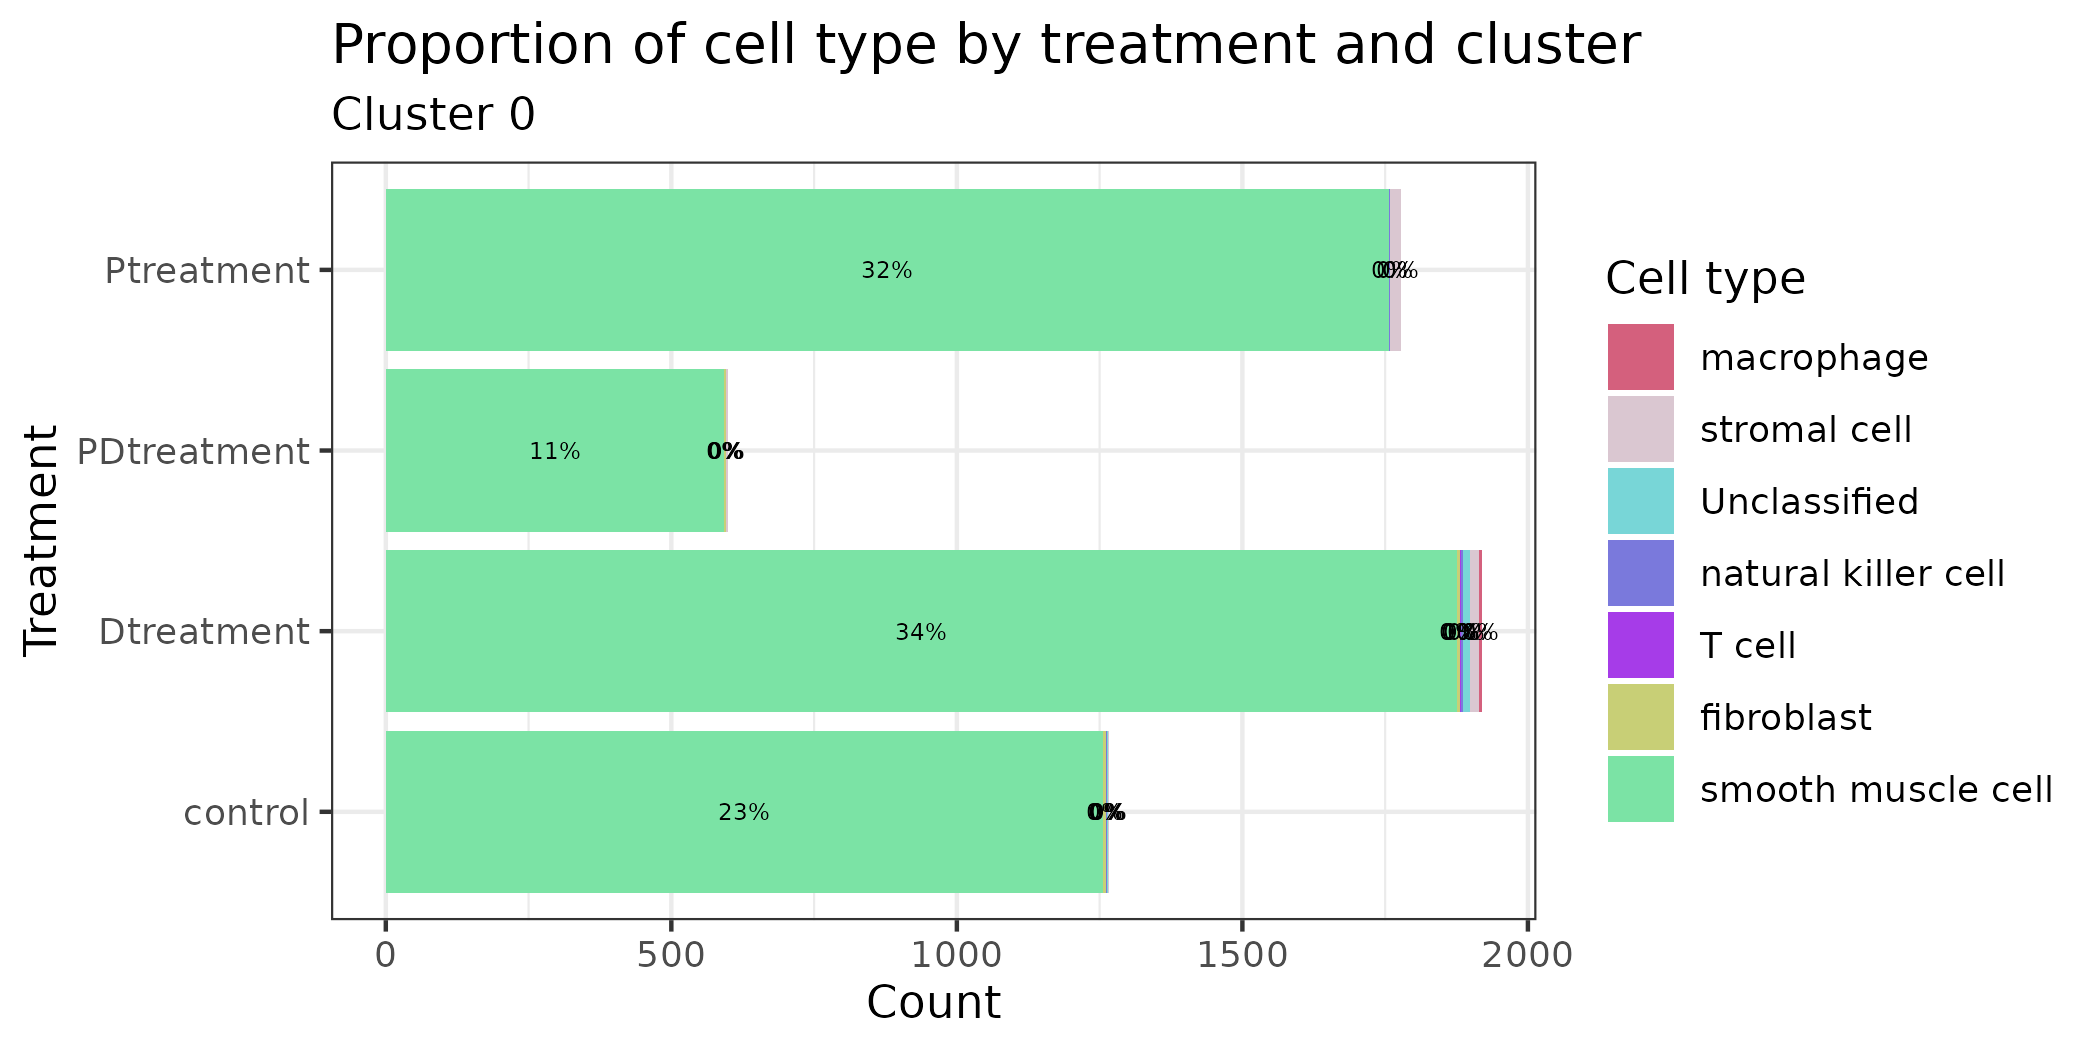 Proportion of cell type by treatment and cluster
Cluster 0
Treatment
Ptreatment
32%
PDtreatment
11%
0%
Dtreatment
34%
control
23%
0%
0
500
1000
1500
2000
Count
Cell type
macrophage
stromal cell
Unclassified
natural killer cell
T cell
fibroblast
smooth muscle cell